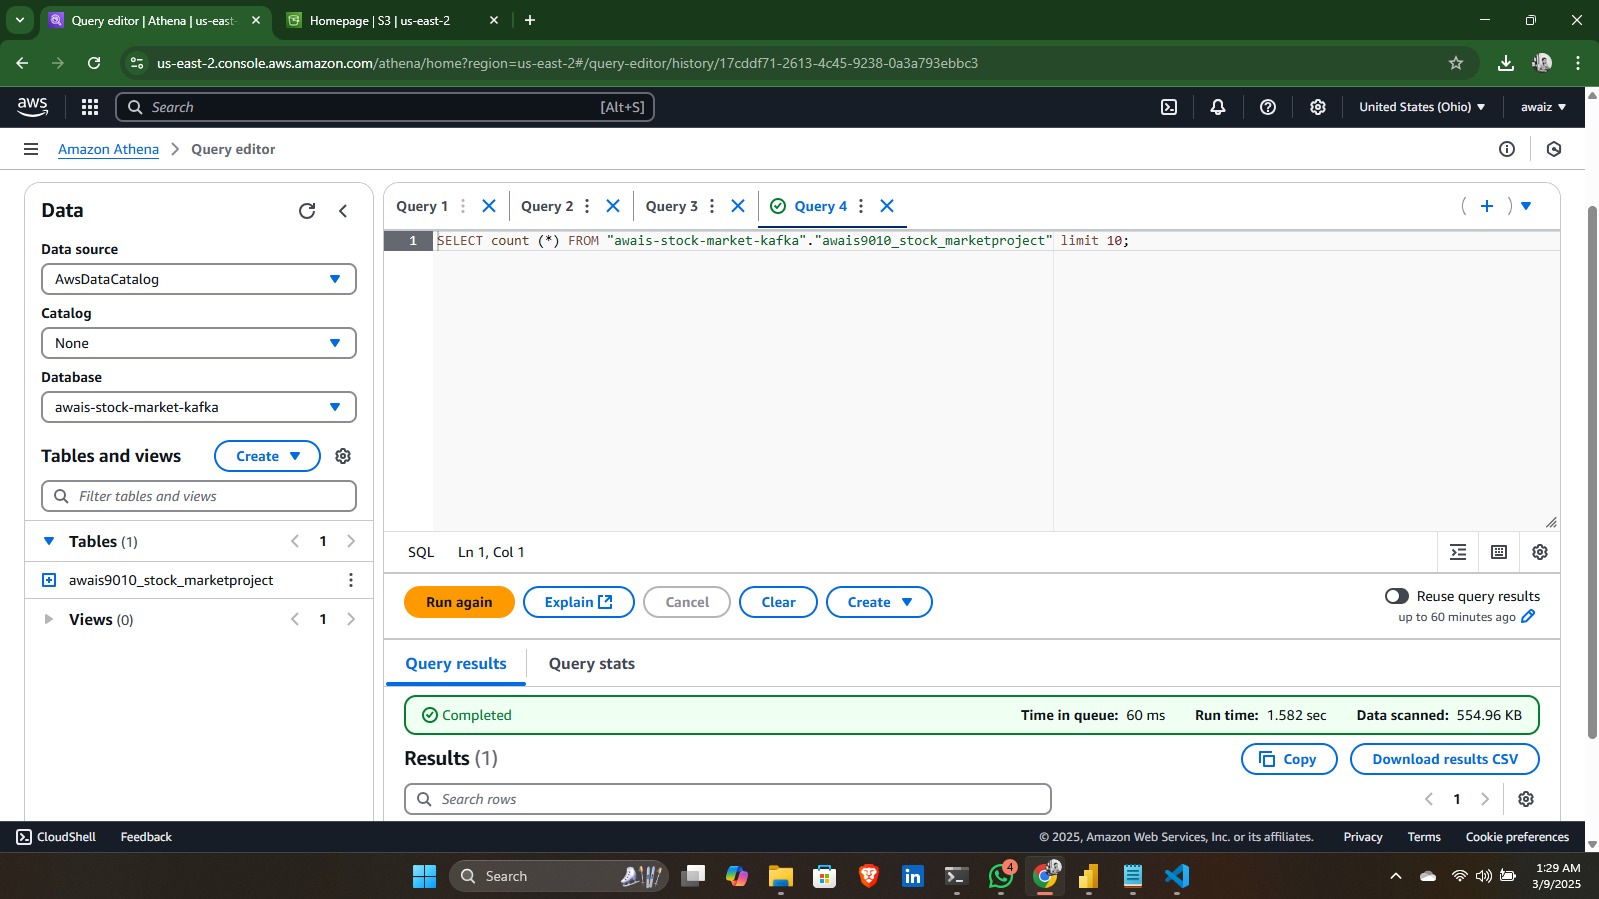 Query editor | Athena | us-east-
Homepage | S3 | us-east-2
us-east-2.console.aws.amazon.com/athena/home?region=us-east-2#/query-editor/history/17cddf71-2613-4c45-9238-0a3a793ebbc3
aws
Search
[Alt+S]
United States (Ohio)
awaiz
Amazon Athena
Query editor
Data
Data source
AwsDataCatalog
Catalog
None
Database
awais-stock-market-kafka
Tables and views
Create
Filter tables and views
Tables (1)
1
awais9010_stock_marketproject
Views (0)
1
Query 1
Query 2
Query 3
Query 4
1
SELECT count (*) FROM "awais-stock-market-kafka"."awais9010_stock_marketproject" limit 10;
SQL
Ln 1, Col 1
Run again
Explain
Cancel
Clear
Create
Reuse query results
up to 60 minutes ago
Query results
Query stats
Completed
Time in queue: 60 ms
Run time: 1.582 sec
Data scanned: 554.96 KB
Results (1)
Copy
Download results CSV
Search rows
1
CloudShell
Feedback
© 2025, Amazon Web Services, Inc. or its affiliates.
Privacy
Terms
Cookie preferences
Search
in
4
1:29 AM
3/9/2025